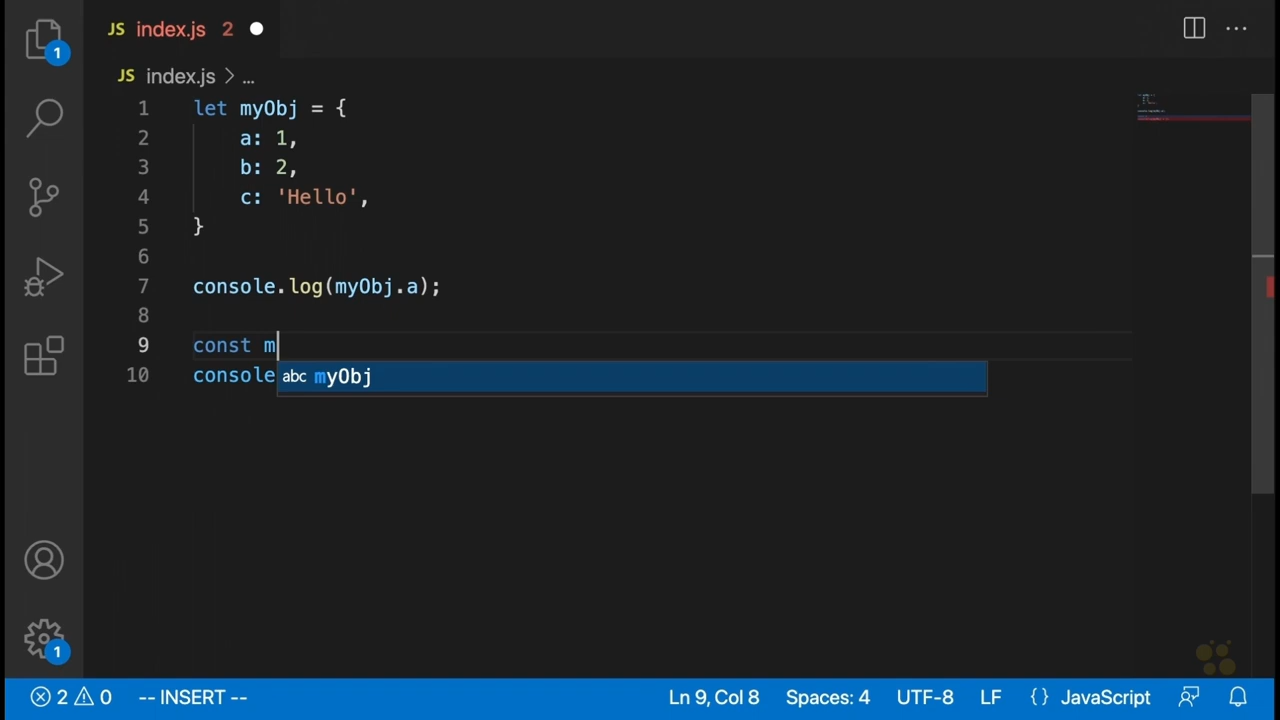 JS index.js 2
1
JS index.js > ...
1 let myObj = {
2 a: 1,
3 b: 2,
4 c: 'Hello',
5 }
6
7 console.log(myObj.a);
8
9 const m
10 console
abc myObj
1
2 0 -- INSERT -- Ln 9, Col 8 Spaces: 4 UTF-8 LF {} JavaScript